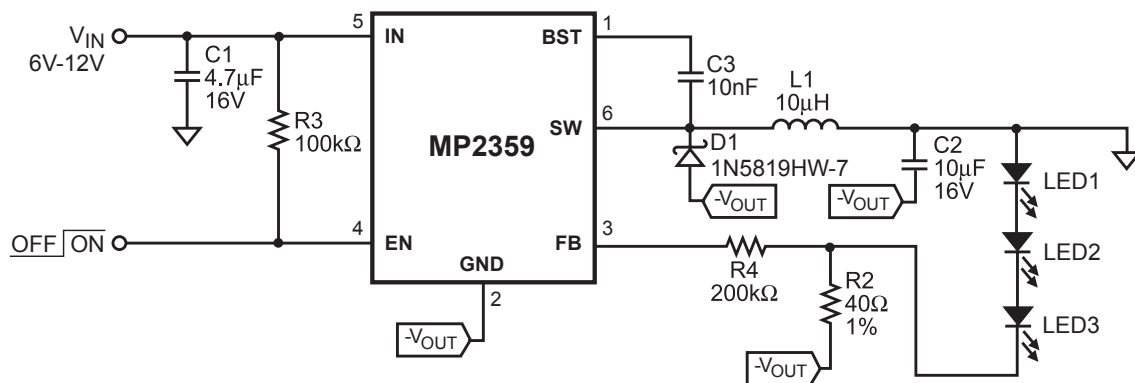 V_IN
6V-12V
C1
4.7μF
16V
R3
100kΩ
OFF ON
5
IN
4
EN
MP2359
GND
2
-V_OUT
BST
1
SW
6
FB
3
C3
10nF
L1
10μH
D1
1N5819HW-7
-V_OUT
C2
10μF
16V
-V_OUT
R4
200kΩ
R2
40Ω
1%
-V_OUT
LED1
LED2
LED3